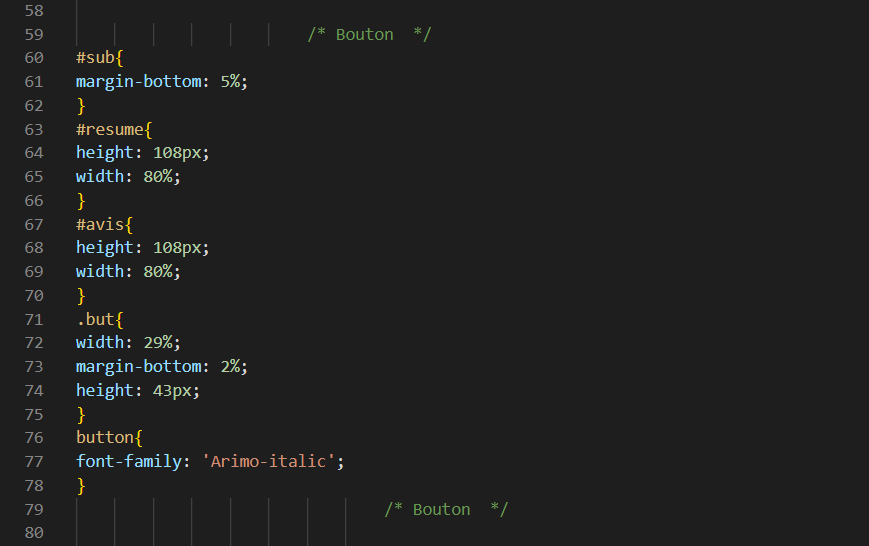 58
59 /* Bouton  */
60 #sub{
61 margin-bottom: 5%;
62 }
63 #resume{
64 height: 108px;
65 width: 80%;
66 }
67 #avis{
68 height: 108px;
69 width: 80%;
70 }
71 .but{
72 width: 29%;
73 margin-bottom: 2%;
74 height: 43px;
75 }
76 button{
77 font-family: 'Arimo-italic';
78 }
79 /* Bouton  */
80